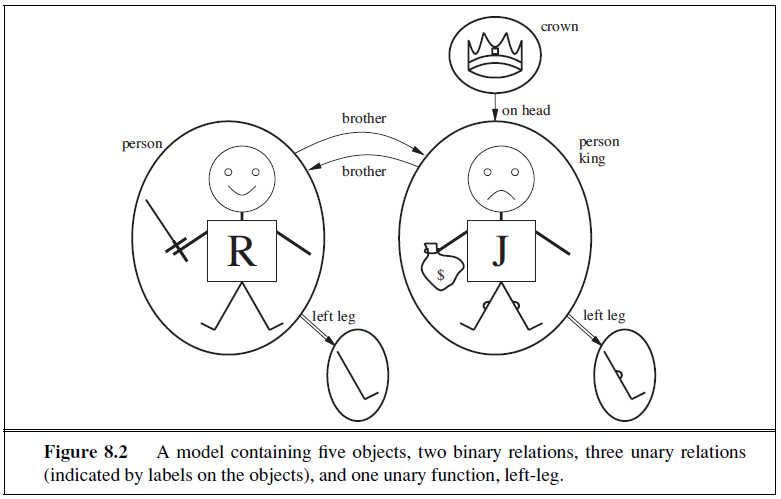 crown
on head
brother
person
person
king
brother
R
J
$
left leg
left leg
Figure 8.2 A model containing five objects, two binary relations, three unary relations
(indicated by labels on the objects), and one unary function, left-leg.